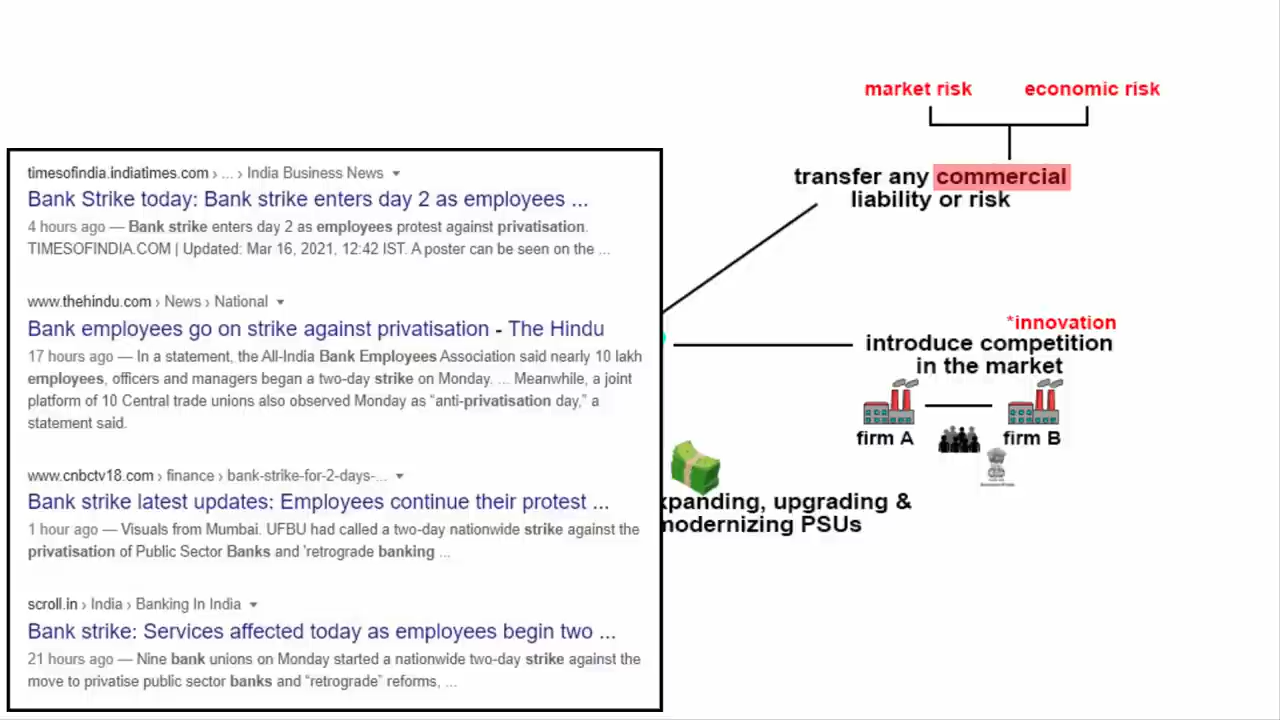 timesofindia.indiatimes.com › ... › India Business News
Bank Strike today: Bank strike enters day 2 as employees ...
4 hours ago — Bank strike enters day 2 as employees protest against privatisation.
TIMESOFINDIA.COM | Updated: Mar 16, 2021, 12:42 IST. A poster can be seen on the ...
www.thehindu.com › News › National
Bank employees go on strike against privatisation - The Hindu
17 hours ago — In a statement, the All-India Bank Employees Association said nearly 10 lakh
employees, officers and managers began a two-day strike on Monday. ... Meanwhile, a joint
platform of 10 Central trade unions also observed Monday as “anti-privatisation day,” a
statement said.
www.cnbctv18.com › finance › bank-strike-for-2-days-...
Bank strike latest updates: Employees continue their protest ...
1 hour ago — Visuals from Mumbai. UFBU had called a two-day nationwide strike against the
privatisation of Public Sector Banks and 'retrograde banking ...
scroll.in › India › Banking In India
Bank strike: Services affected today as employees begin two ...
21 hours ago — Nine bank unions on Monday started a nationwide two-day strike against the
move to privatise public sector banks and “retrograde” reforms, ...
market risk
economic risk
transfer any commercial
liability or risk
*innovation
introduce competition
in the market
firm A
firm B
xpanding, upgrading &
modernizing PSUs